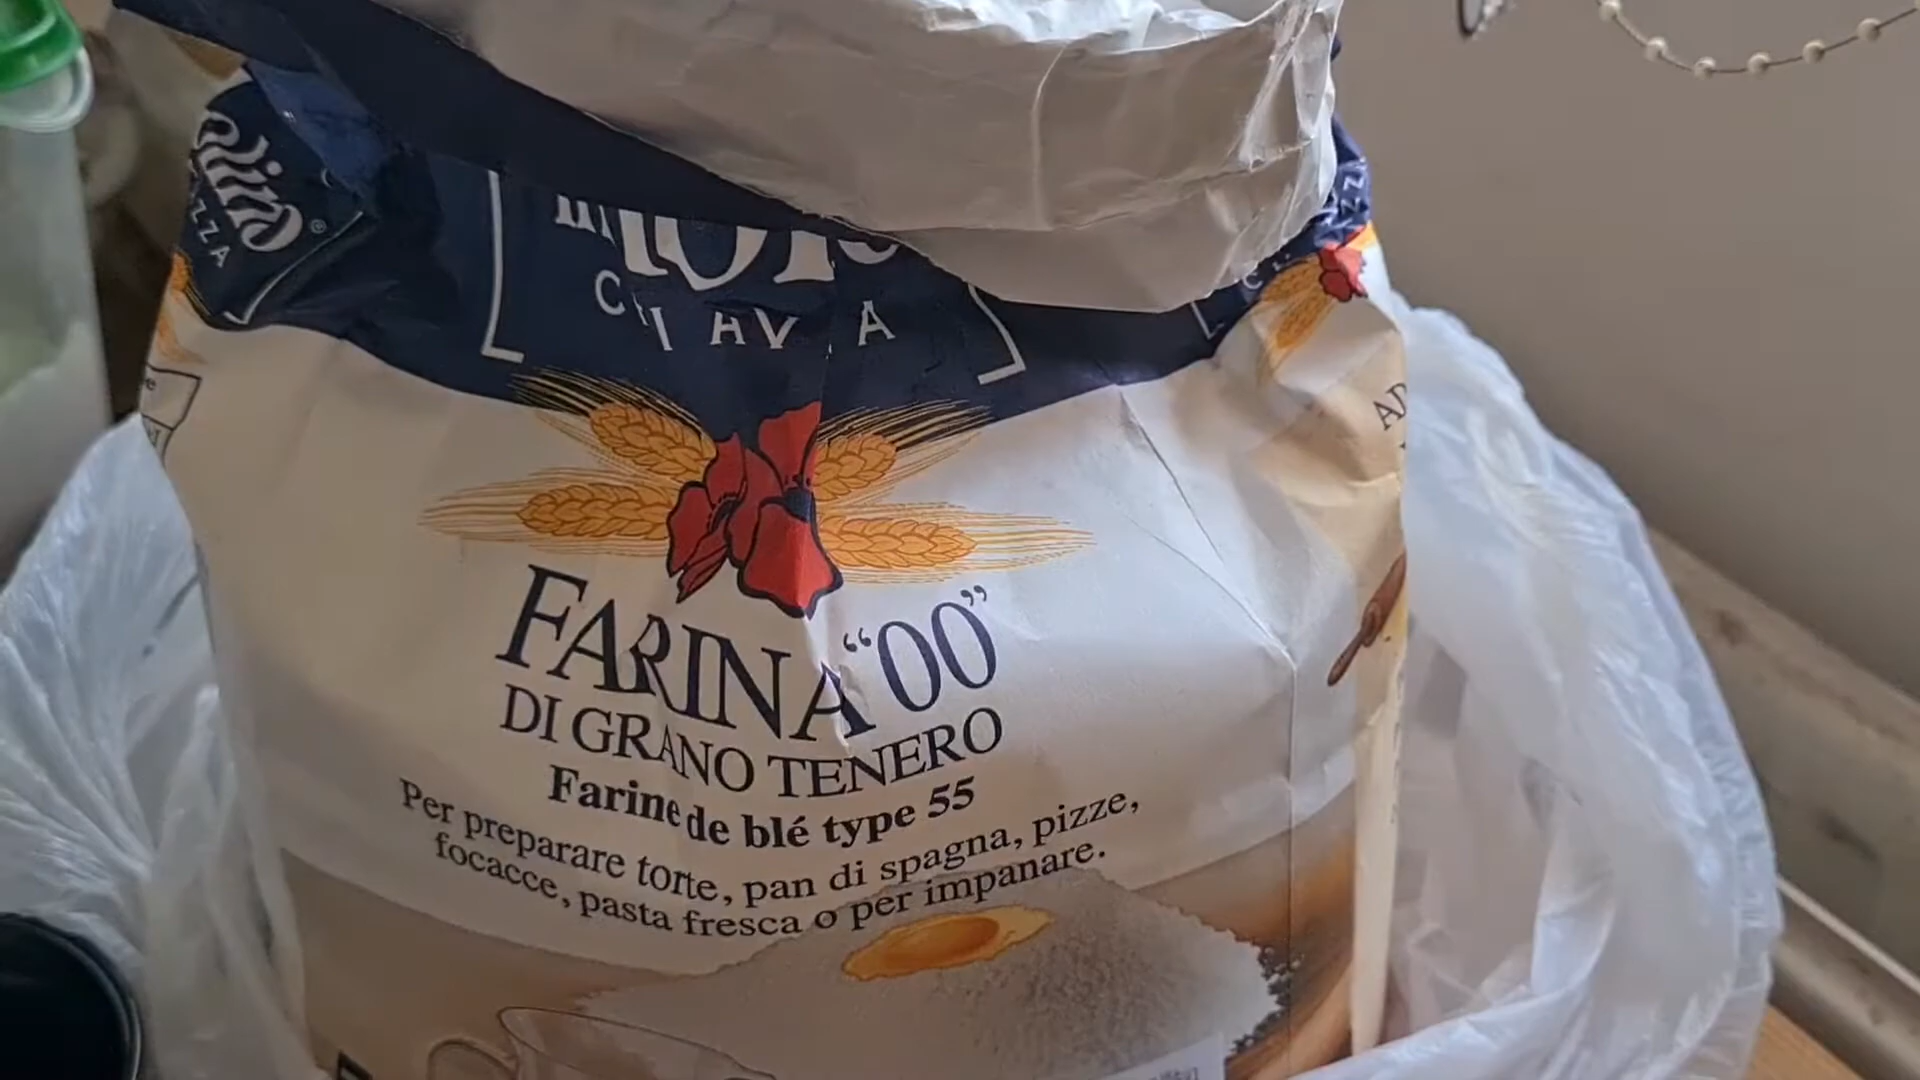 FARINA “00”
DI GRANO TENERO
Farine de blé type 55
Per preparare torte, pan di spagna, pizze,
focacce, pasta fresca o per impanare.